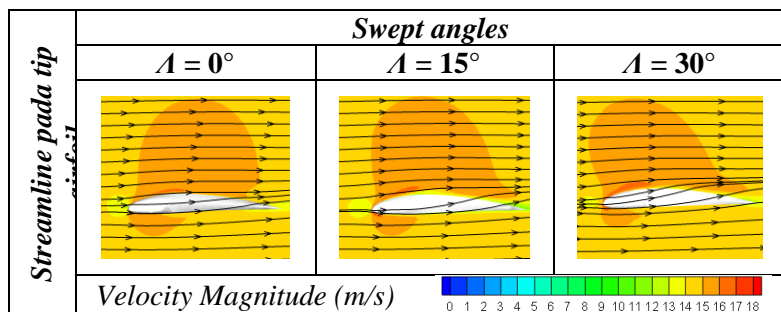 Swept angles
Λ = 0°
Λ = 15°
Λ = 30°
Streamline pada tip
airfoil
Velocity Magnitude (m/s)
0 1 2 3 4 5 6 7 8 9 10 11 12 13 14 15 16 17 18